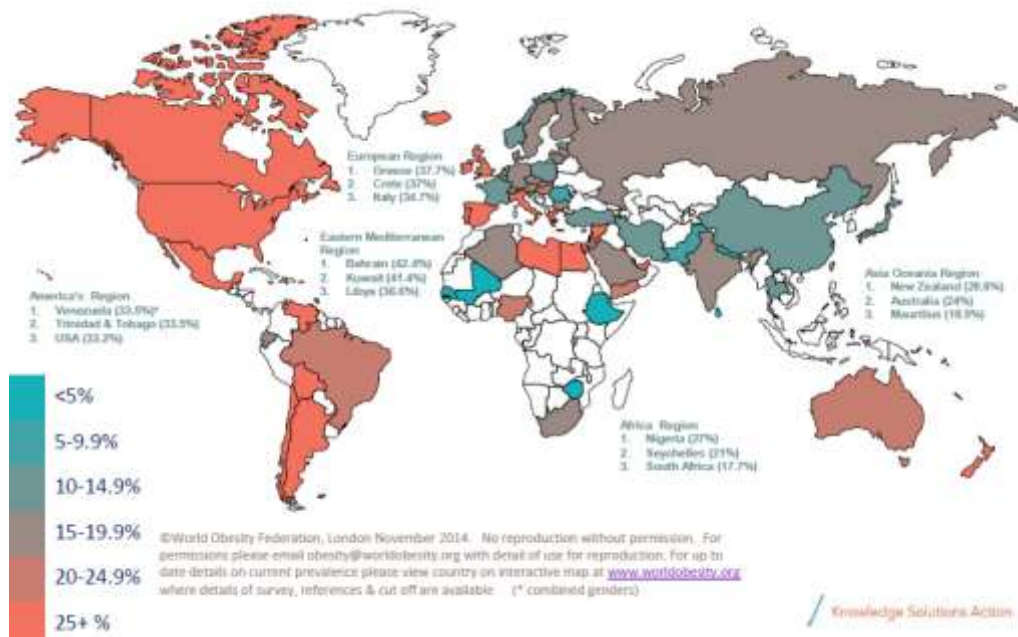 European Region
1. Greese (37.7%)
2. Crete (37%)
3. Italy (34.7%)
Eastern Mediterranean
Region
1. Bahrain (42.4%)
2. Kuwait (41.4%)
3. Libya (36.6%)
America's Region
1. Venezuela (33.5%)*
2. Trinidad & Tobago (33.5%)
3. USA (33.2%)
Asia Oceania Region
1. New Zealand (28.8%)
2. Australia (24%)
3. Mauritius
Africa Region
1. Nigeria (27%)
2. Seychelles (21%)
3. South Africa (17.7%)
<5%
5-9.9%
10-14.9%
15-19.9%
20-24.9%
25+ %
©World Obesity Federation, London November 2014. No reproduction without permission. For
permissions please email obesity@worldobesity.org with detail of use for reproduction. For up to
date details on current prevalence please view country on interactive map at www.worldobesity.org
where details of survey, references & cut off are available (* combined genders)
Knowledge Solutions Action